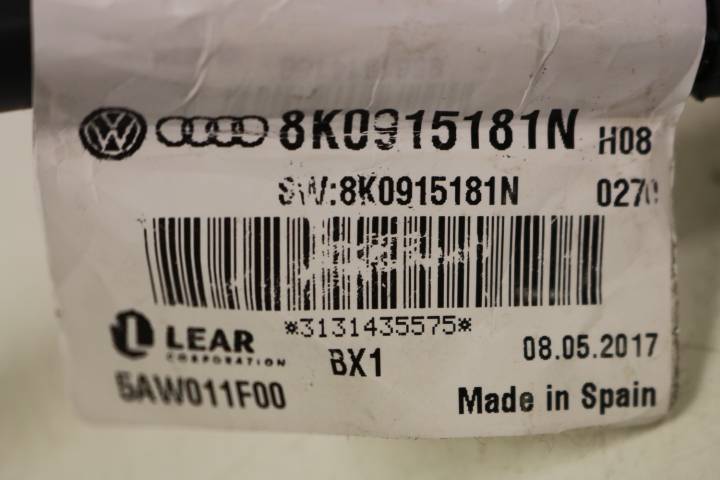 8K0915181N H08
SW:8K0915181N
*3131435575*
LEAR
CORPORATION
BX1
08.05.2017
5AW011F00
Made in Spain